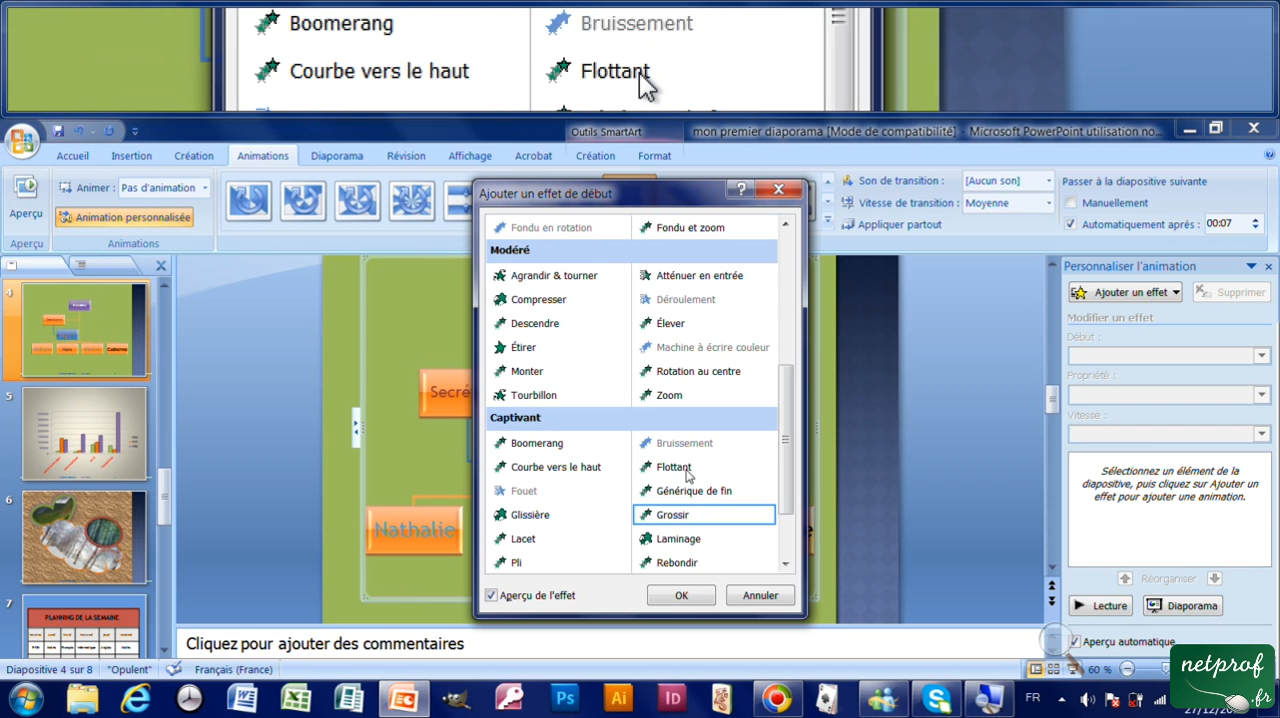 Boomerang
Bruissement
Courbe vers le haut
Flottant
Outils SmartArt
mon premier diaporama [Mode de compatibilité] - Microsoft PowerPoint utilisation no...
Accueil
Insertion
Création
Animations
Diaporama
Révision
Affichage
Acrobat
Création
Format
Aperçu
Aperçu
Animer :
Pas d'animation
Animation personnalisée
Animations
Son de transition :
[Aucun son]
Vitesse de transition :
Moyenne
Appliquer partout
Passer à la diapositive suivante
Manuellement
Automatiquement après :
00:07
Ajouter un effet de début
Fondu en rotation
Fondu et zoom
Modéré
Agrandir & tourner
Atténuer en entrée
Compresser
Déroulement
Descendre
Élever
Étirer
Machine à écrire couleur
Monter
Rotation au centre
Tourbillon
Zoom
Captivant
Boomerang
Bruissement
Courbe vers le haut
Flottant
Fouet
Générique de fin
Glissière
Grossir
Lacet
Laminage
Pli
Rebondir
Aperçu de l'effet
OK
Annuler
4
5
6
7
PLANNING DE LA SEMAINE
Secré
Nathalie
Personnaliser l'animation
Ajouter un effet
Supprimer
Modifier un effet
Début :
Propriété :
Vitesse :
Sélectionnez un élément de la
diapositive, puis cliquez sur Ajouter un
effet pour ajouter une animation.
Réorganiser
Lecture
Diaporama
Aperçu automatique
Cliquez pour ajouter des commentaires
Diapositive 4 sur 8
"Opulent"
Français (France)
60 %
Ps
Ai
Id
FR
netprof
.fr